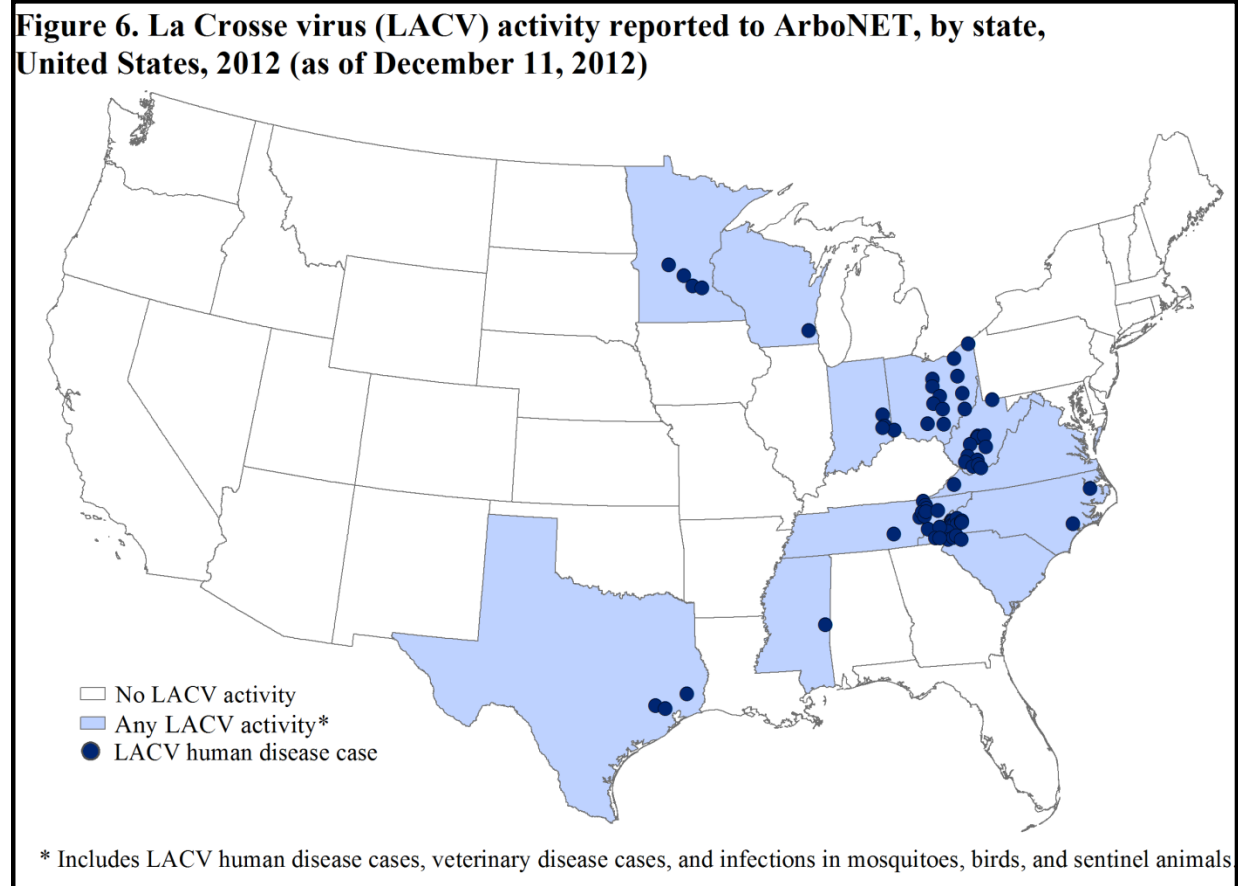 Figure 6. La Crosse virus (LACV) activity reported to ArboNET, by state,
United States, 2012 (as of December 11, 2012)
No LACV activity
Any LACV activity*
LACV human disease case
* Includes LACV human disease cases, veterinary disease cases, and infections in mosquitoes, birds, and sentinel animals.